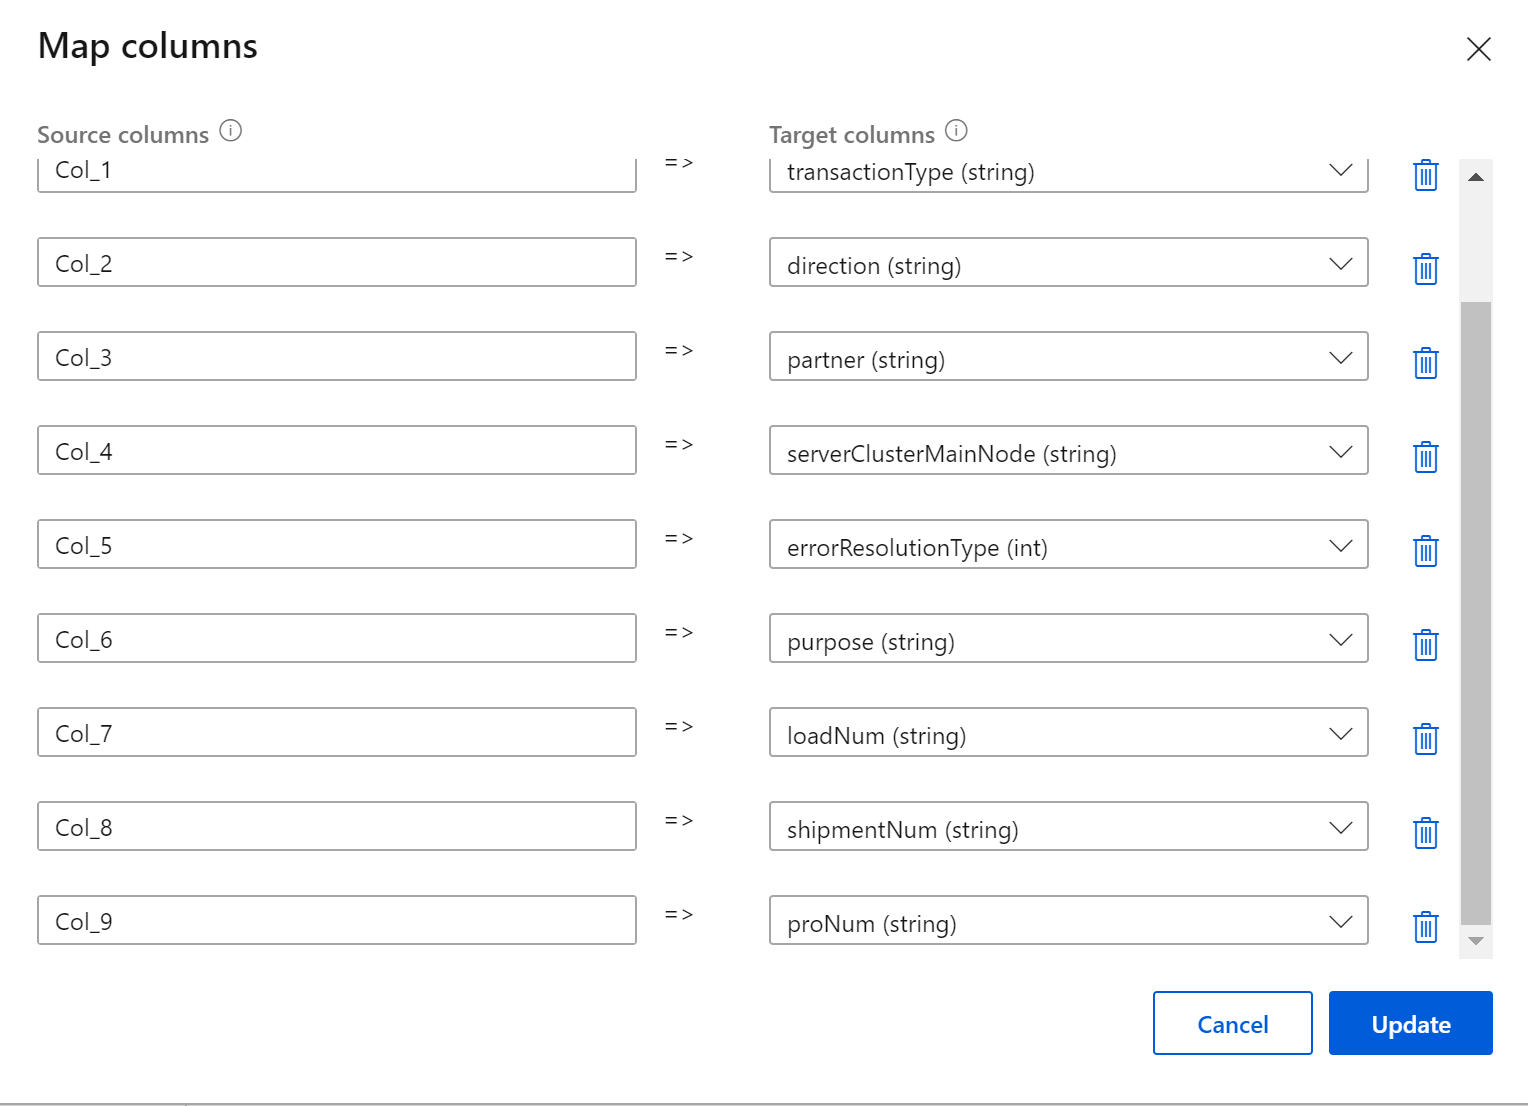 Map columns
Source columns Target columns
Col_1 => transactionType (string)
Col_2 => direction (string)
Col_3 => partner (string)
Col_4 => serverClusterMainNode (string)
Col_5 => errorResolutionType (int)
Col_6 => purpose (string)
Col_7 => loadNum (string)
Col_8 => shipmentNum (string)
Col_9 => proNum (string)
Cancel Update